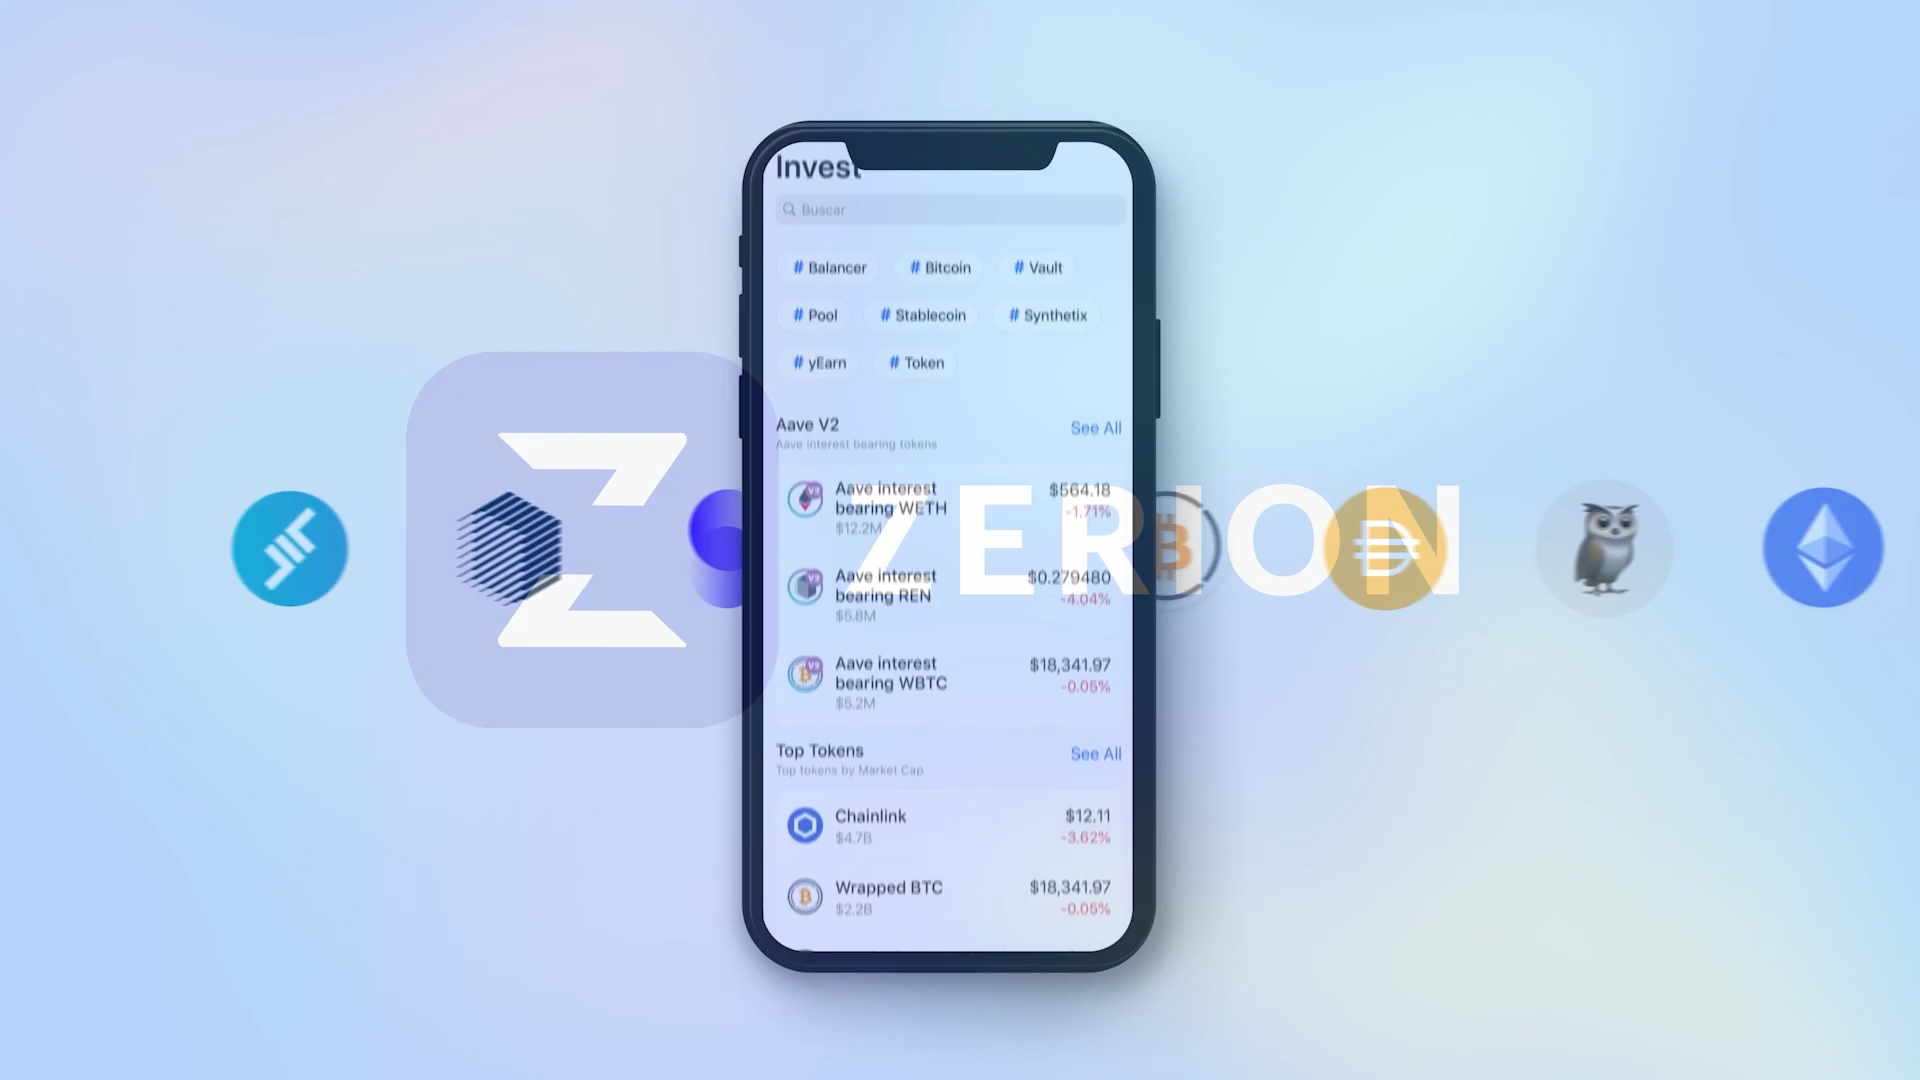 Invest
Buscar
# Balancer
# Bitcoin
# Vault
# Pool
# Stablecoin
# Synthetix
# yEarn
# Token
Aave V2
See All
Aave interest bearing tokens
Aave interest
bearing WETH
$12.2M
$564.18
-1.71%
Aave interest
bearing REN
$5.8M
$0.279480
-4.04%
Aave interest
bearing WBTC
$5.2M
$18,341.97
-0.05%
ZERION
Top Tokens
See All
Top tokens by Market Cap
Chainlink
$4.7B
$12.11
-3.62%
Wrapped BTC
$2.2B
$18,341.97
-0.05%